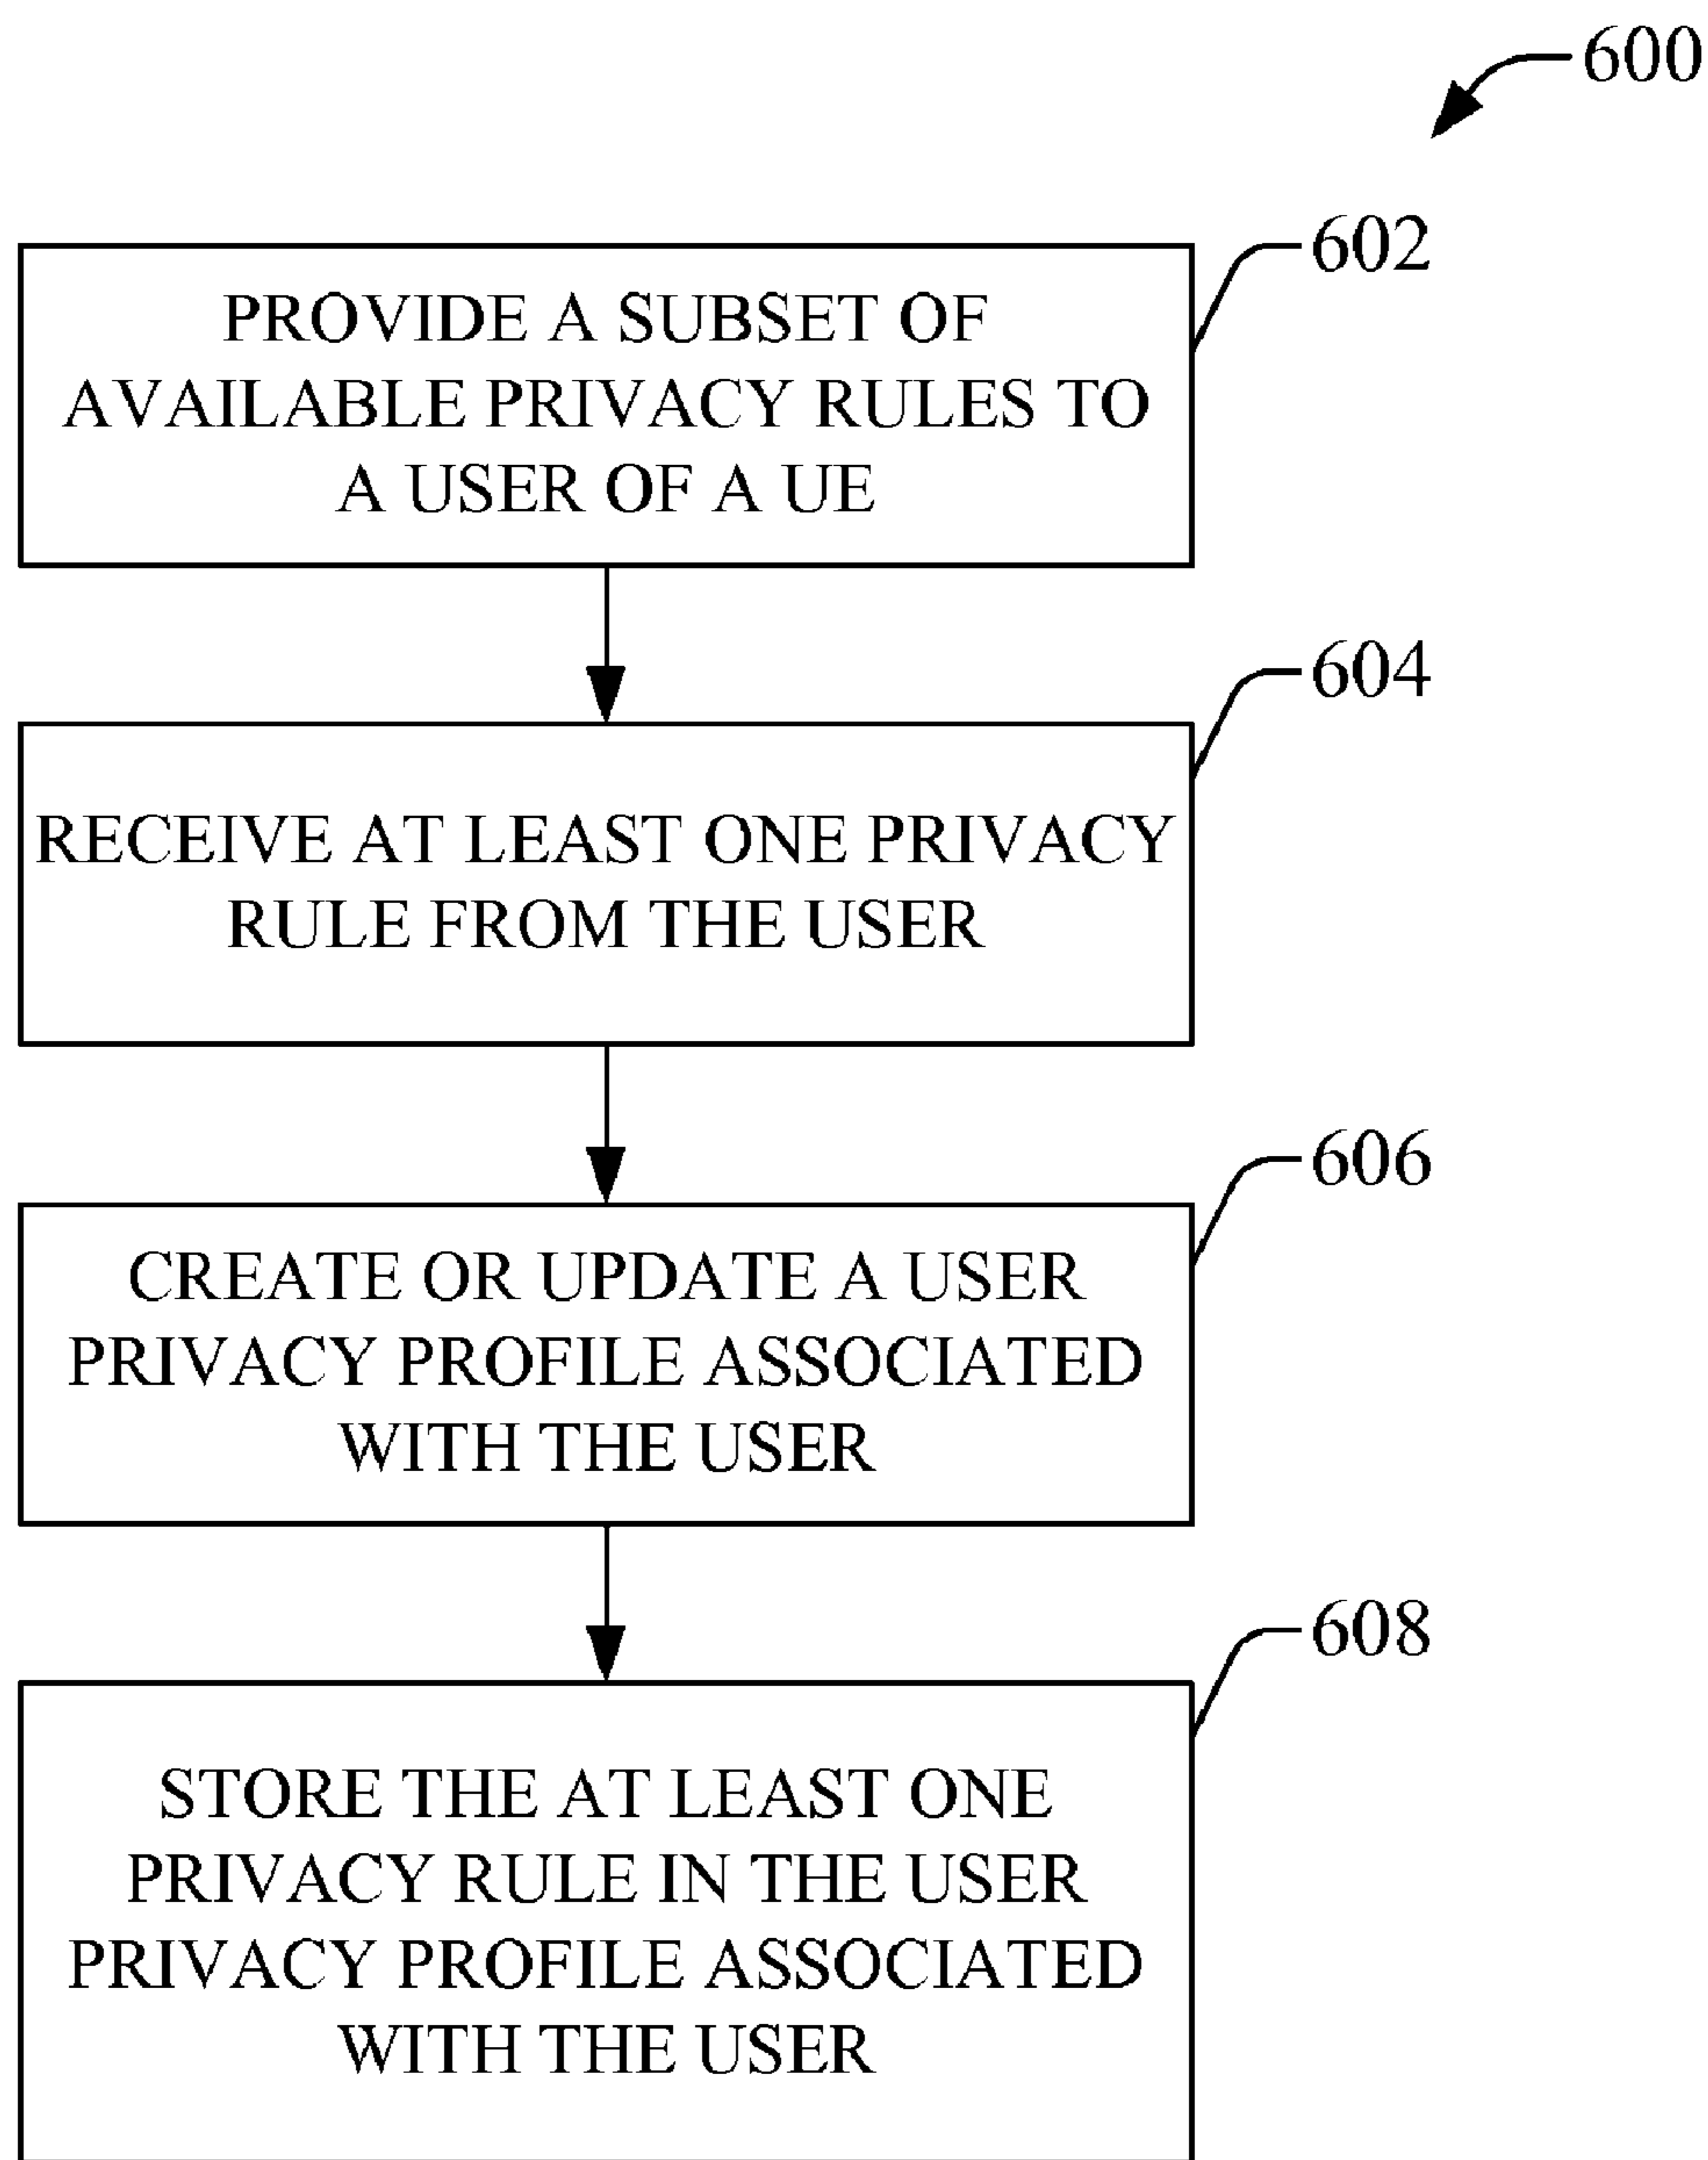 600
602
PROVIDE A SUBSET OF
AVAILABLE PRIVACY RULES TO
A USER OF A UE
604
RECEIVE AT LEAST ONE PRIVACY
RULE FROM THE USER
606
CREATE OR UPDATE A USER
PRIVACY PROFILE ASSOCIATED
WITH THE USER
608
STORE THE AT LEAST ONE
PRIVACY RULE IN THE USER
PRIVACY PROFILE ASSOCIATED
WITH THE USER